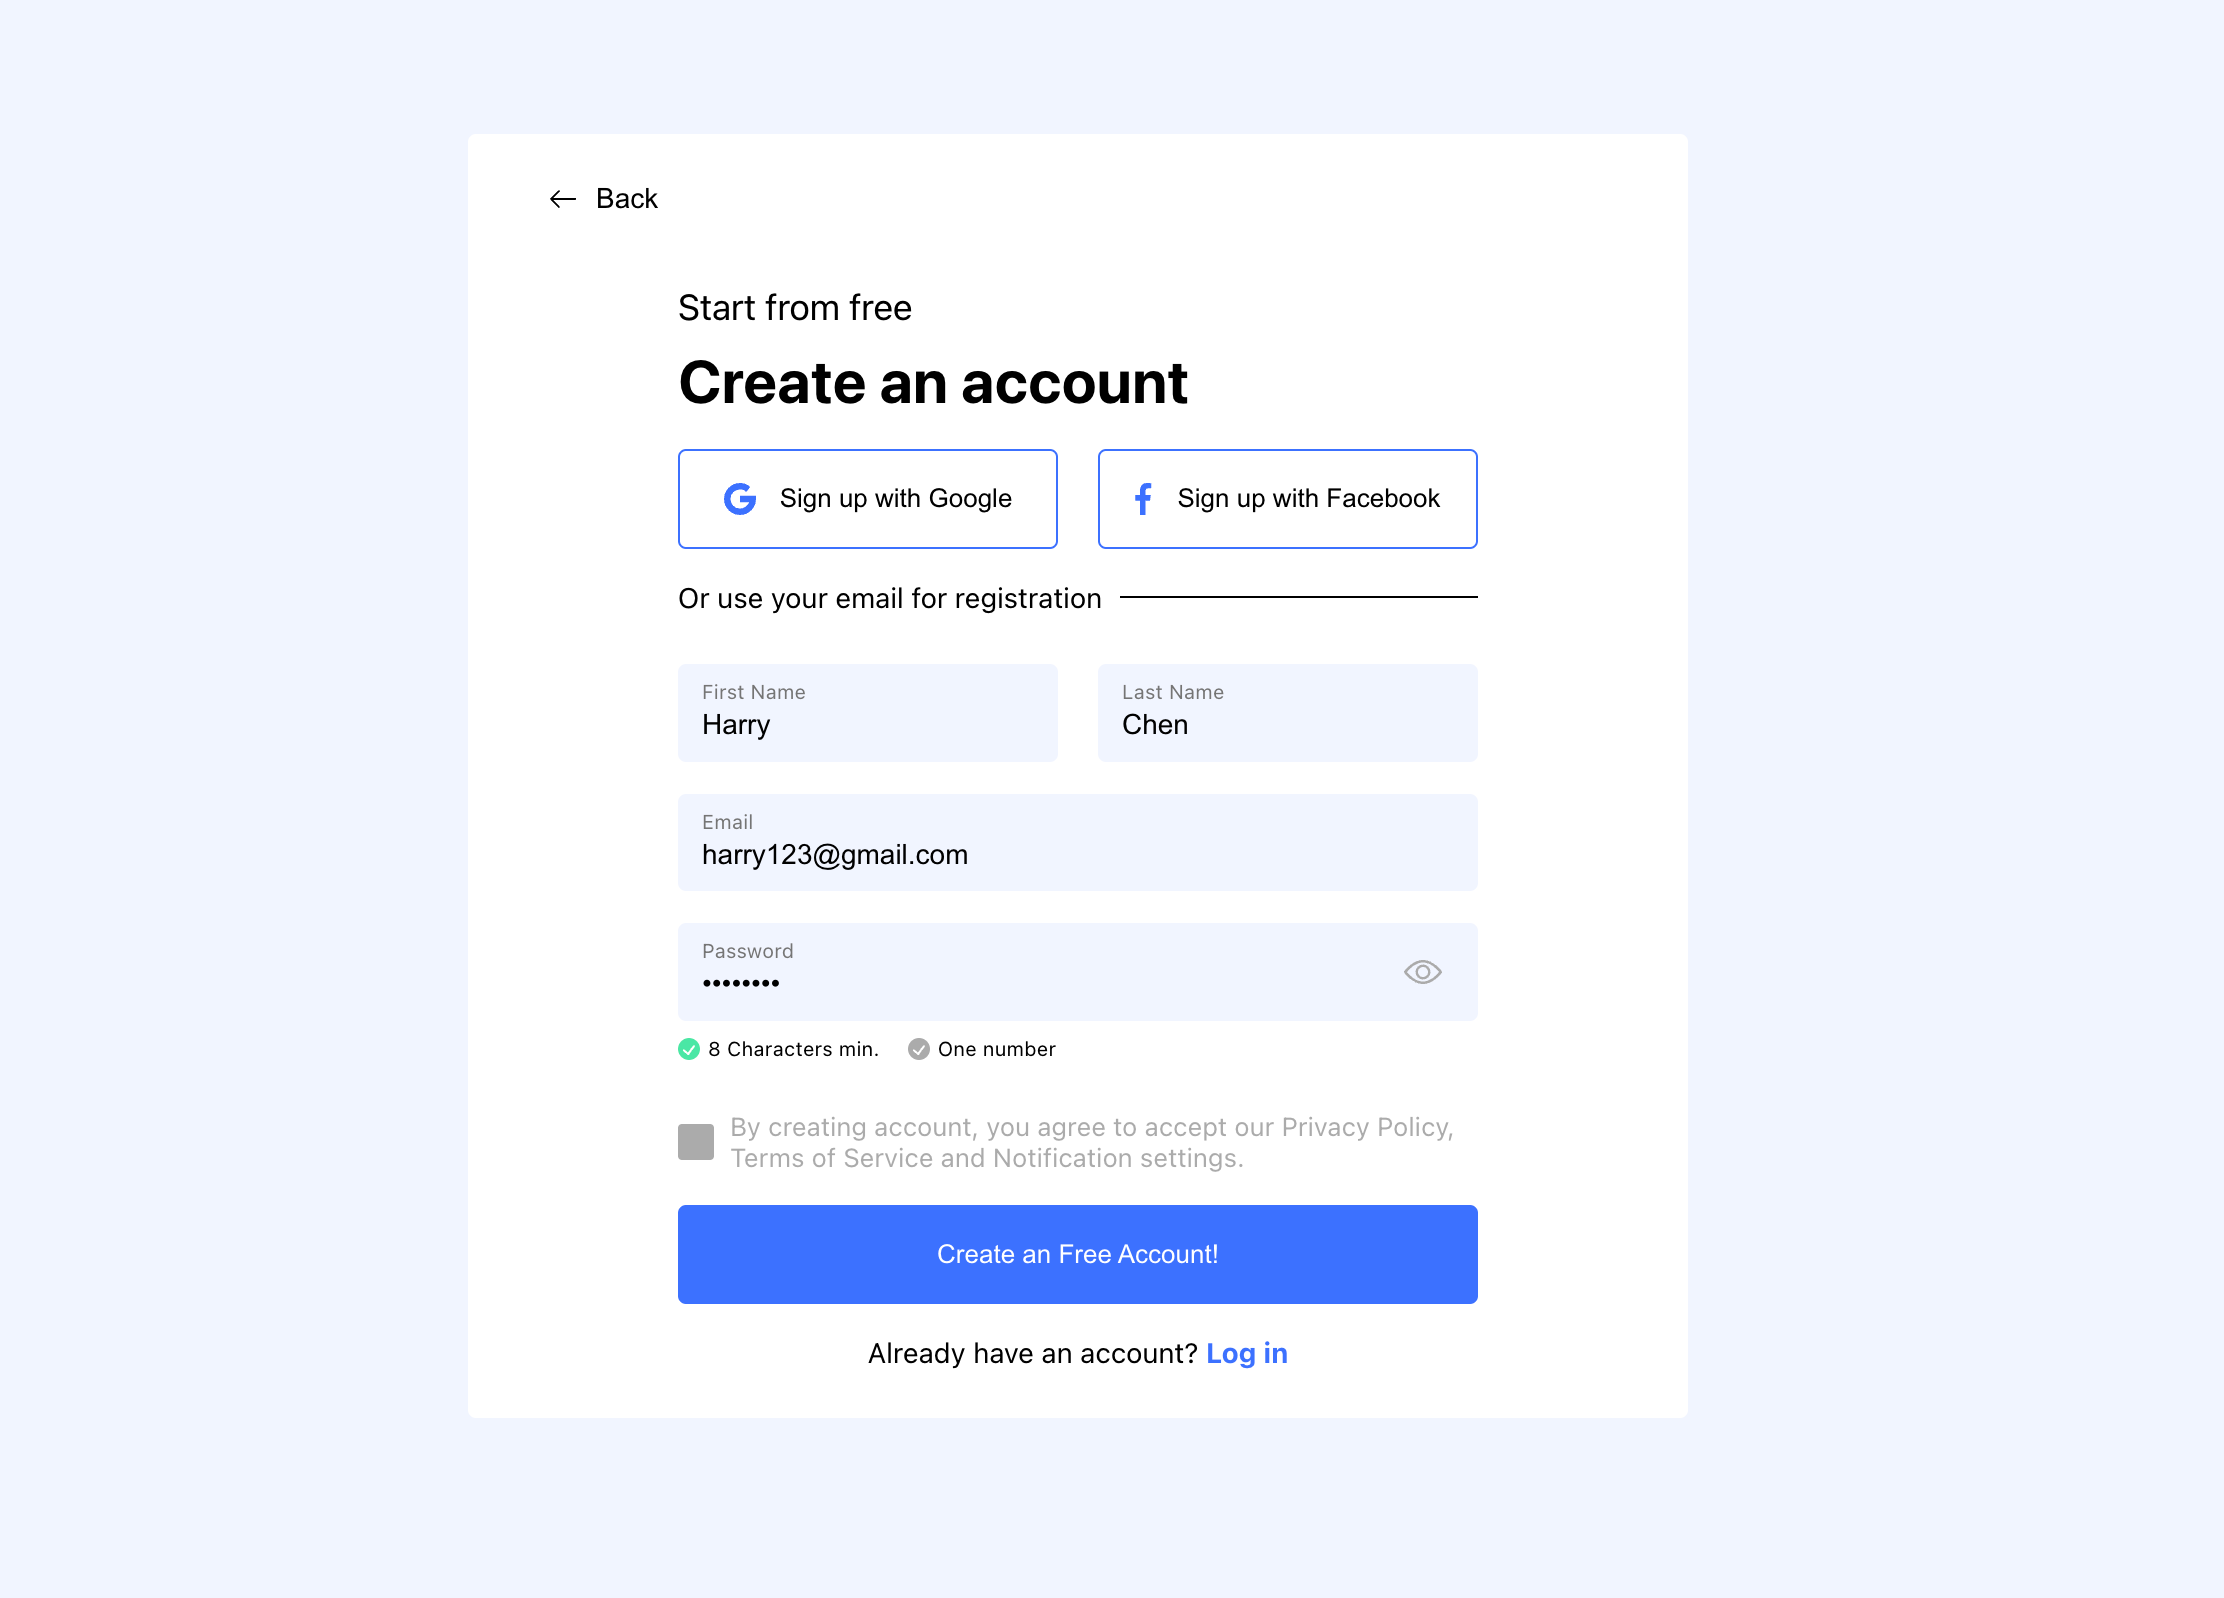 Back
Start from free
Create an account
Sign up with Google
Sign up with Facebook
Or use your email for registration
First Name
Harry
Last Name
Chen
Email
harry123@gmail.com
Password
••••••••
8 Characters min.
One number
By creating account, you agree to accept our Privacy Policy,
Terms of Service and Notification settings.
Create an Free Account!
Already have an account? Log in